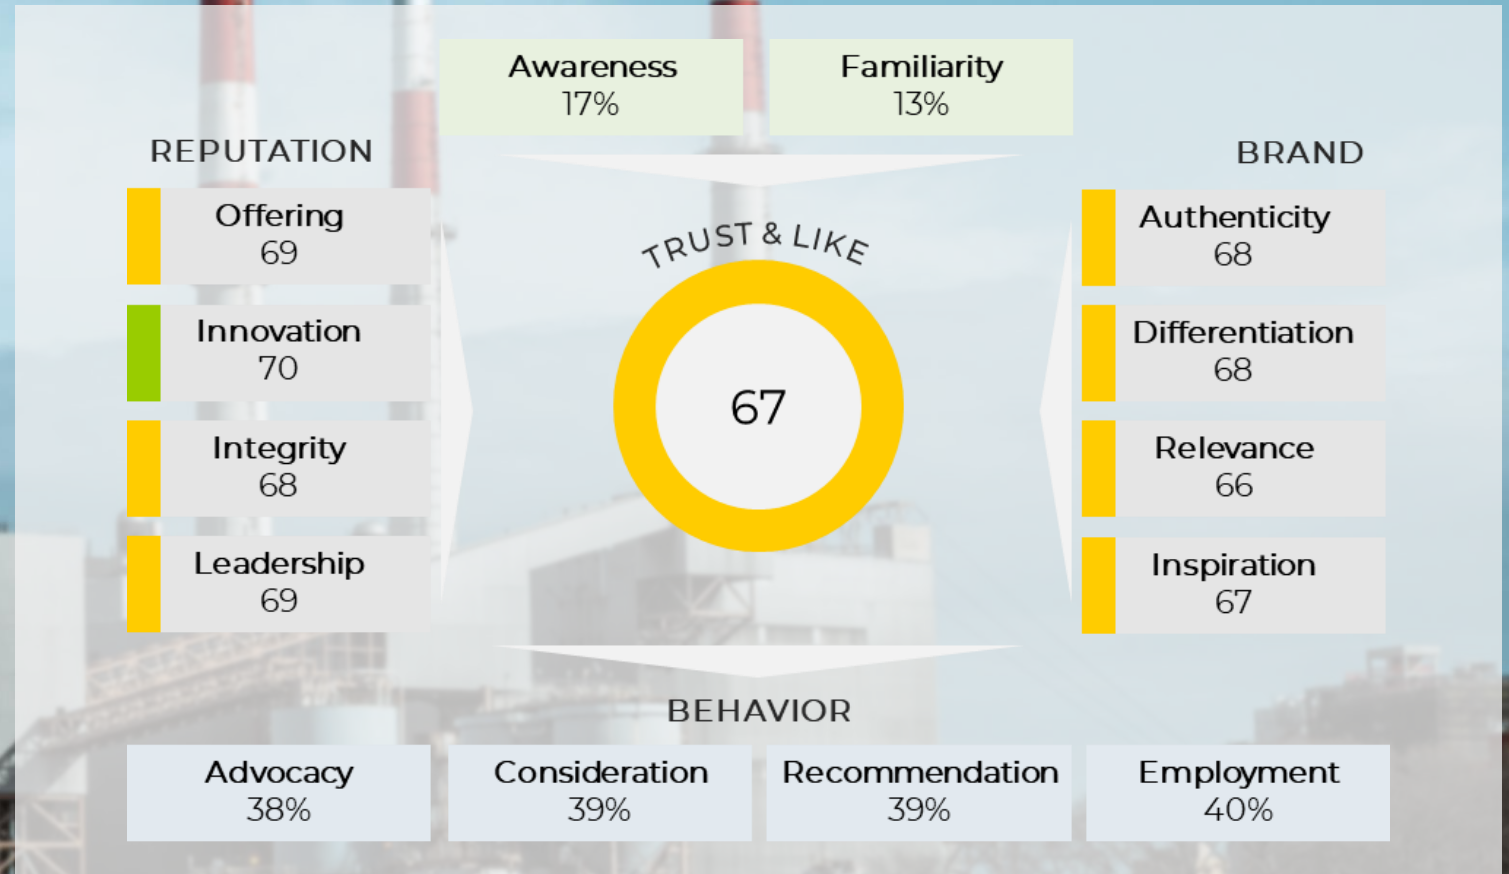 Awareness
17%
Familiarity
13%
REPUTATION
BRAND
Offering
69
Innovation
70
Integrity
68
Leadership
69
TRUST & LIKE
67
Authenticity
68
Differentiation
68
Relevance
66
Inspiration
67
BEHAVIOR
Advocacy
38%
Consideration
39%
Recommendation
39%
Employment
40%